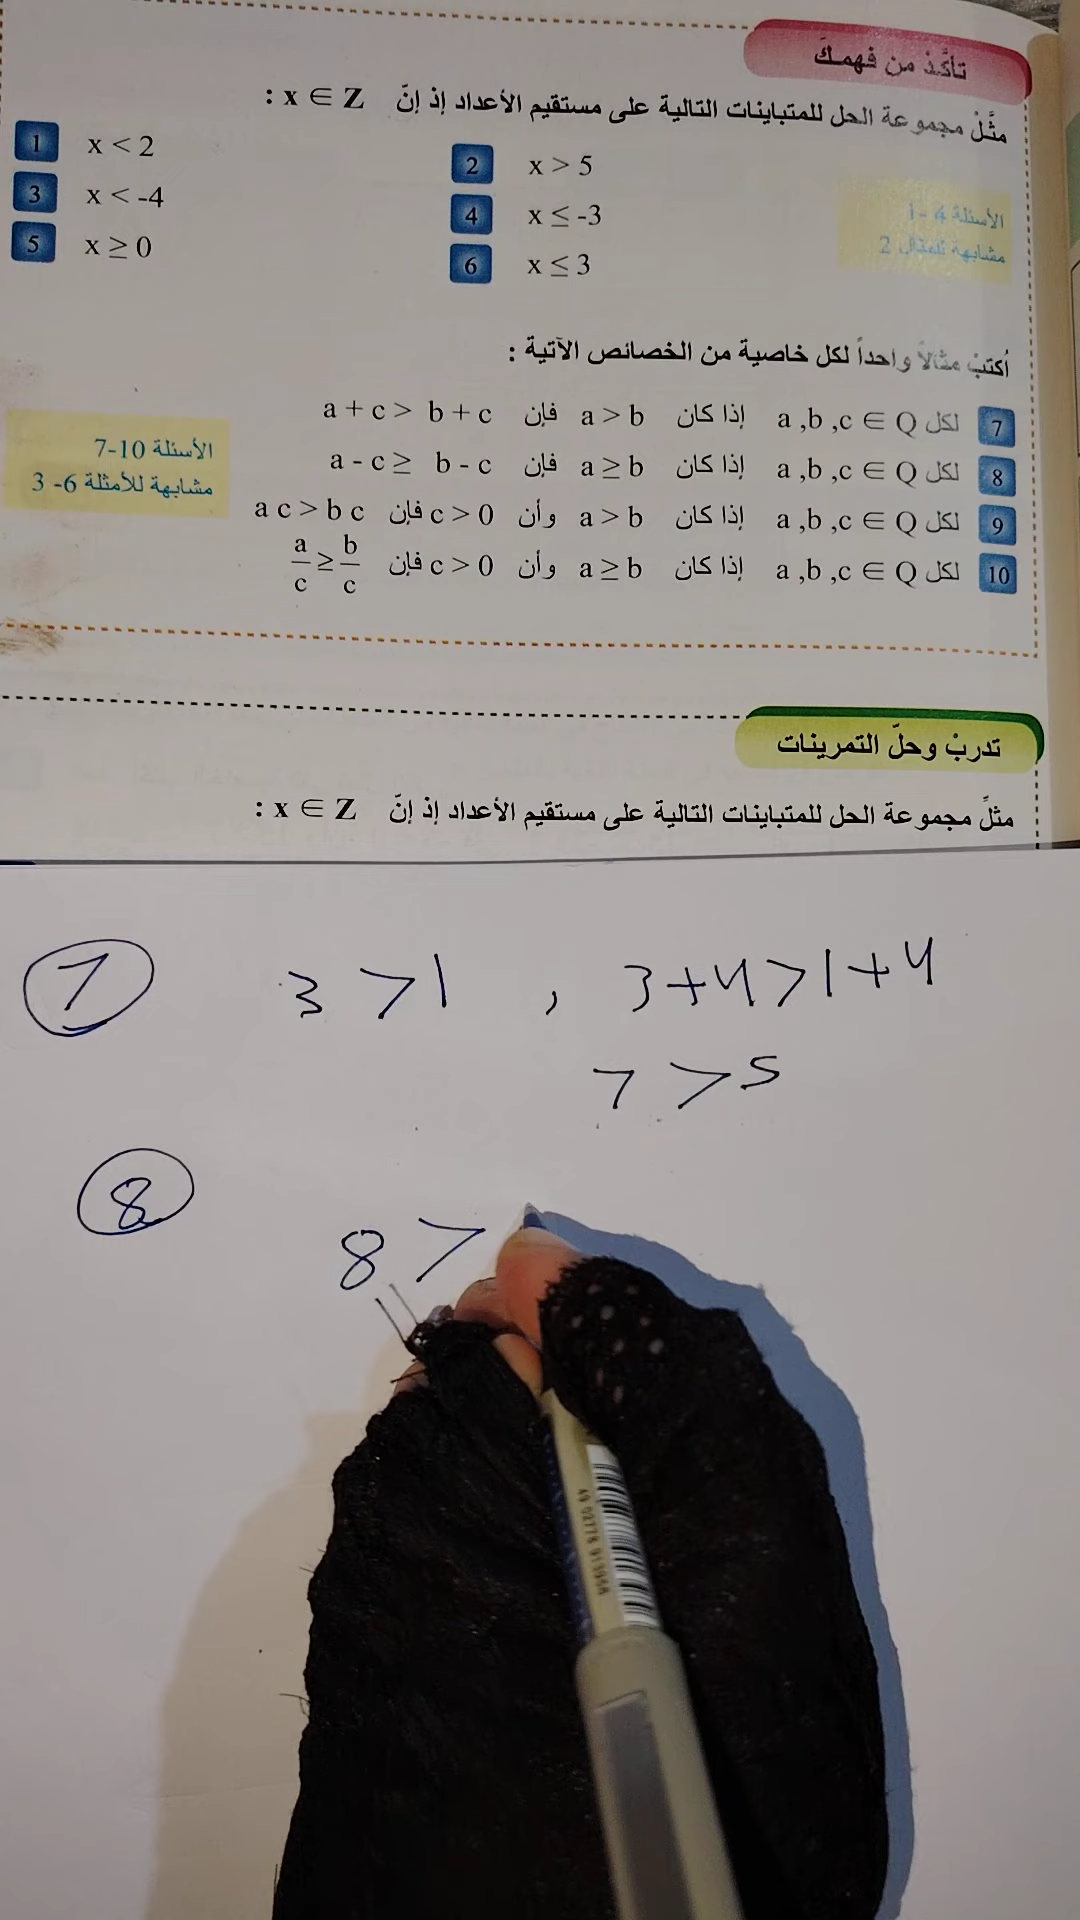 تأكَّدْ من فهمكَ
مثِّلْ مجموعة الحل للمتباينات التالية على مستقيم الأعداد إذ إنّ x ∈ Z :
1 x < 2
2 x > 5
3 x < -4
4 x ≤ -3
5 x ≥ 0
6 x ≤ 3
الأسئلة 4 -1
مشابهة للمثال 2
أكتبْ مثالاً واحداً لكل خاصية من الخصائص الآتية :
7 لكل a ,b ,c ∈ Q إذا كان a > b فإن a + c > b + c
8 لكل a ,b ,c ∈ Q إذا كان a ≥ b فإن a - c ≥ b - c
9 لكل a ,b ,c ∈ Q إذا كان a > b وأن c > 0 فإن a c > b c
10 لكل a ,b ,c ∈ Q إذا كان a ≥ b وأن c > 0 فإن a/c ≥ b/c
الأسئلة 10-7
مشابهة للأمثلة 6- 3
تدربْ وحلّ التمرينات
مثلِّ مجموعة الحل للمتباينات التالية على مستقيم الأعداد إذ إنّ x ∈ Z :
7 3 > 1 , 3+4>1+4
7 > 5
8 8 >